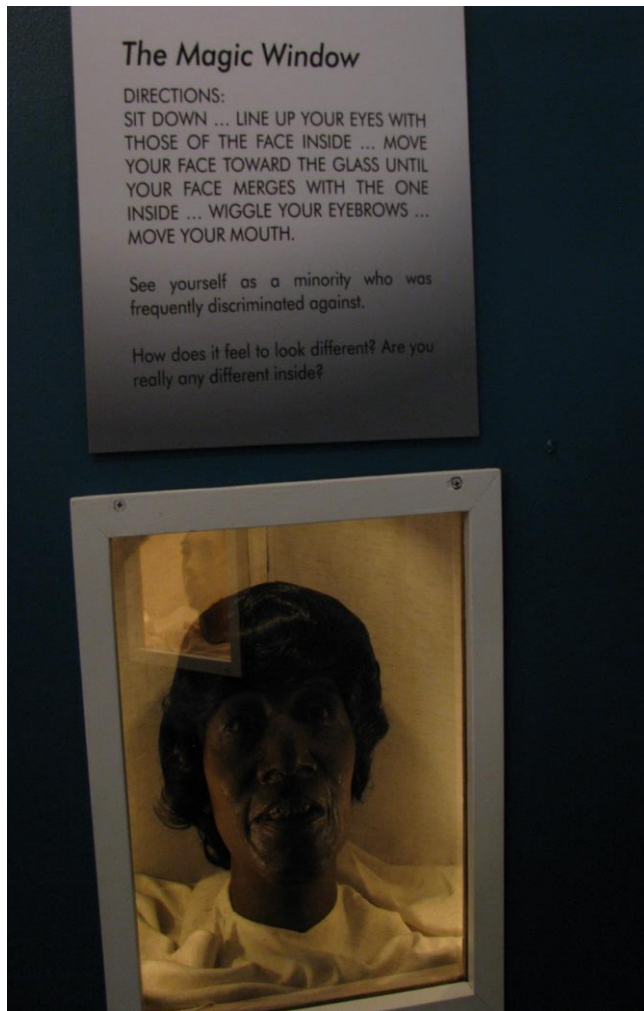 The Magic Window
DIRECTIONS:
SIT DOWN ... LINE UP YOUR EYES WITH
THOSE OF THE FACE INSIDE ... MOVE
YOUR FACE TOWARD THE GLASS UNTIL
YOUR FACE MERGES WITH THE ONE
INSIDE ... WIGGLE YOUR EYEBROWS ...
MOVE YOUR MOUTH.
See yourself as a minority who was
frequently discriminated against.
How does it feel to look different? Are you
really any different inside?